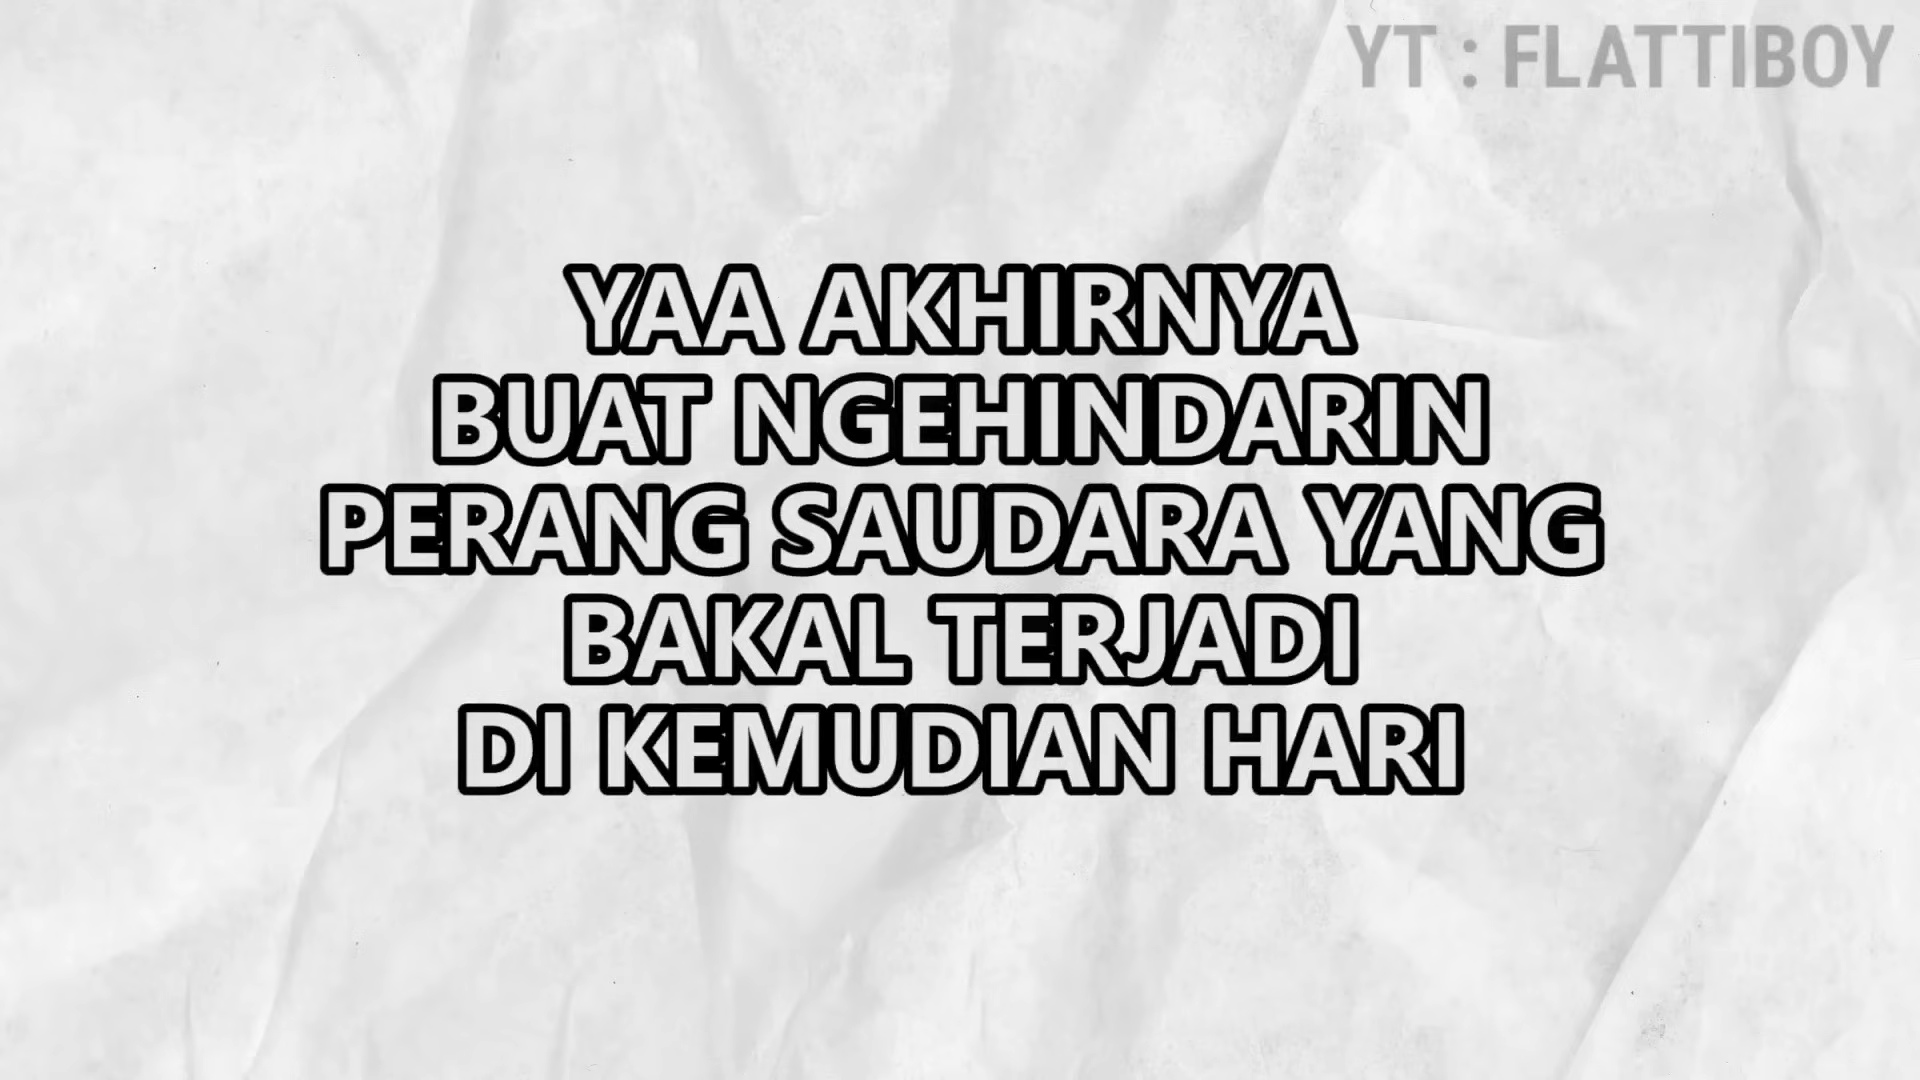 YT : FLATTIBOY
YAA AKHIRNYA
BUAT NGEHINDARIN
PERANG SAUDARA YANG
BAKAL TERJADI
DI KEMUDIAN HARI